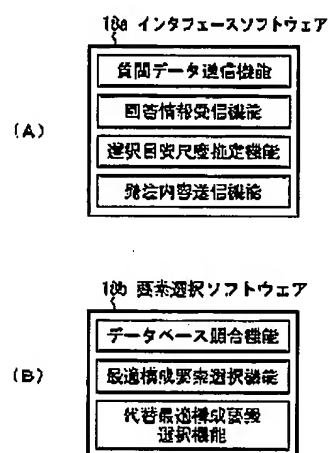 10a インタフェースソフトウェア
(A)
質問データ送信機能
回答情報受信機能
選択目安尺度推定機能
発注内容送信機能
10b 要素選択ソフトウェア
(B)
データベース照合機能
最適構成要素選択機能
代替最適構成要素
選択機能